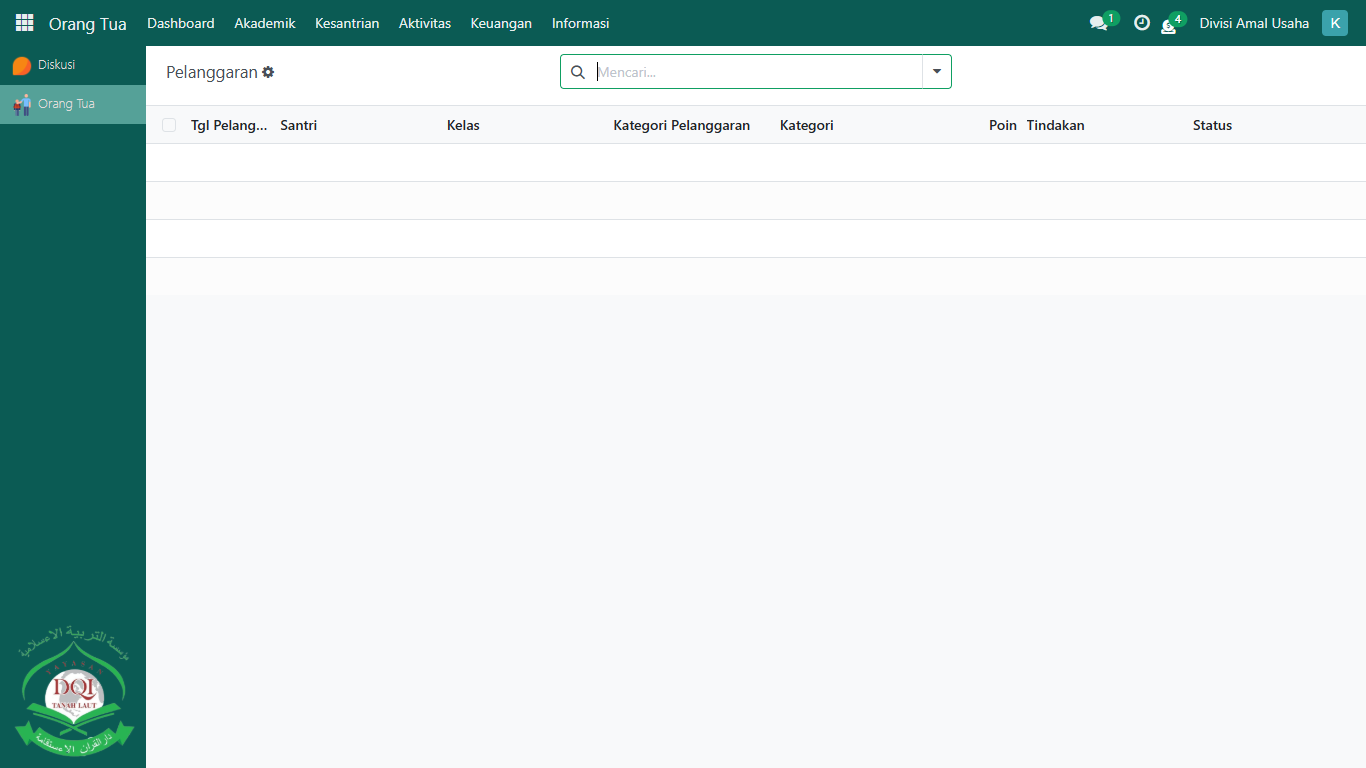 Orang Tua Dashboard Akademik Kesantrian Aktivitas Keuangan Informasi 1 4 Divisi Amal Usaha K
Diskusi
Orang Tua
Pelanggaran
Mencari...
Tgl Pelang... Santri Kelas Kategori Pelanggaran Kategori Poin Tindakan Status
مؤسسة التربية الإسلامية
YAYASAN
DQI
TANAH LAUT
دار القرآن الاستقامة